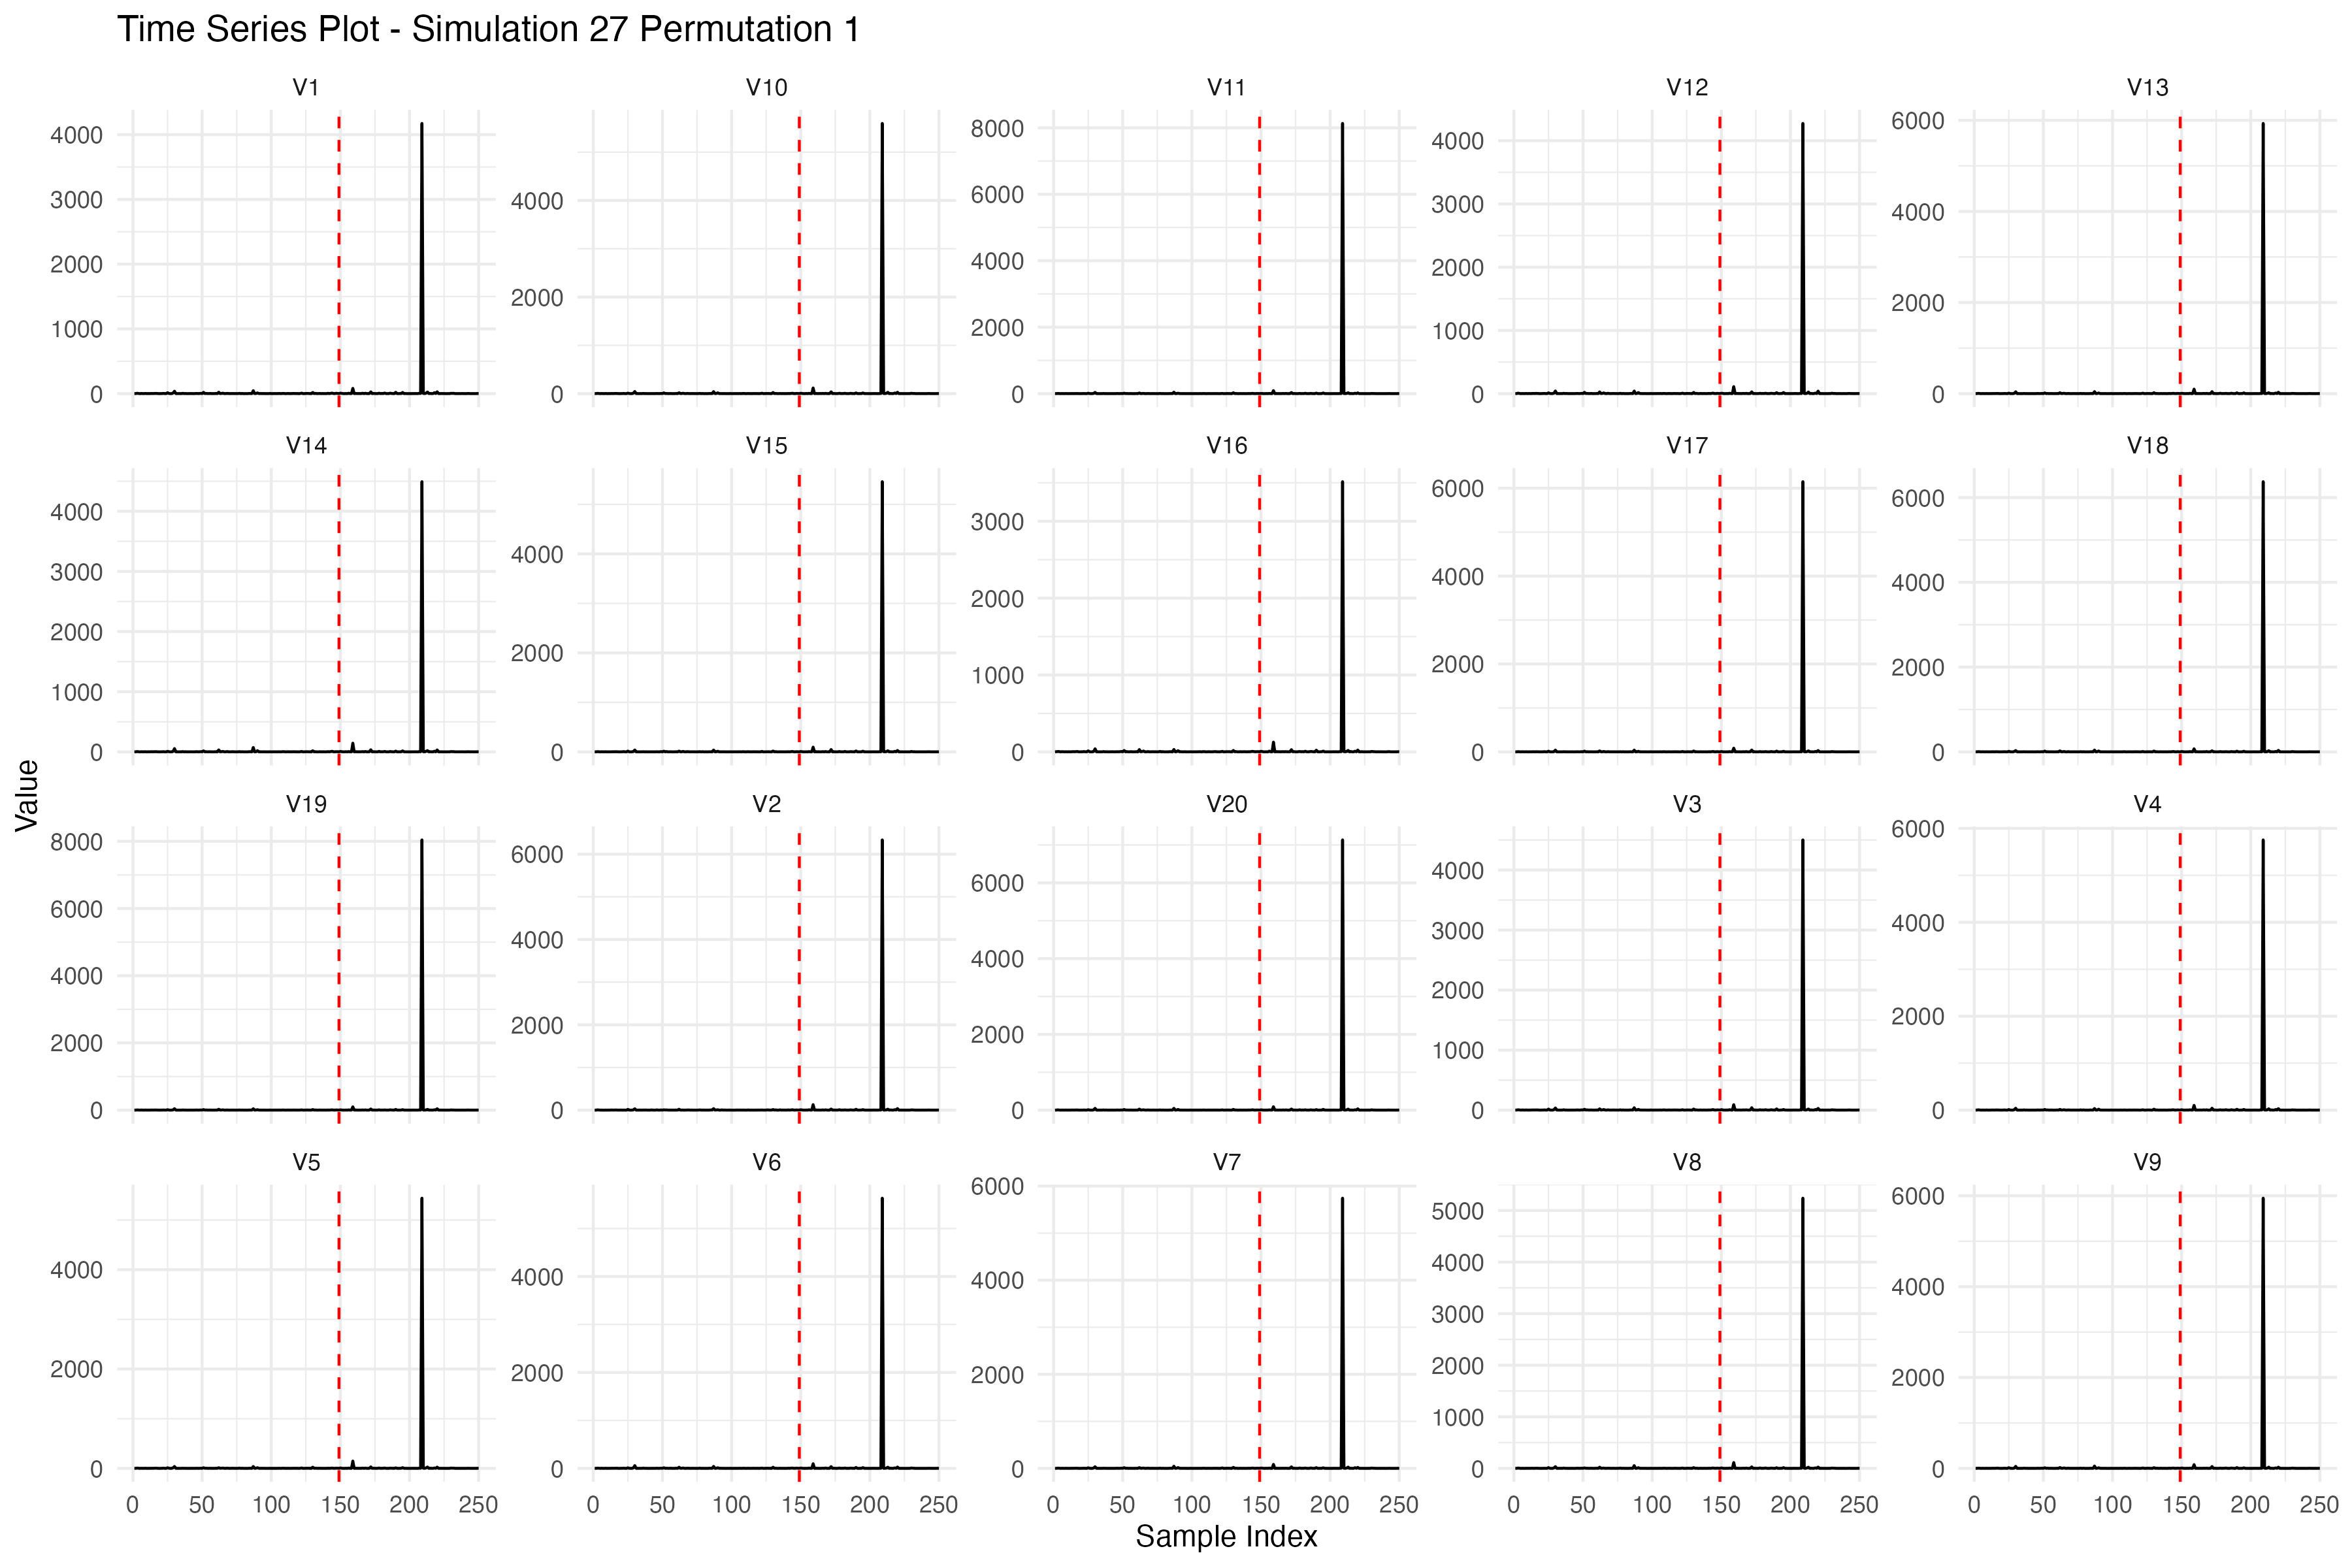 Time Series Plot - Simulation 27 Permutation 1
V1 V10 V11 V12 V13
4000 3000 2000 1000 0
4000 2000 0
8000 6000 4000 2000 0
4000 3000 2000 1000 0
6000 4000 2000 0
V14 V15 V16 V17 V18
4000 3000 2000 1000 0
4000 2000 0
3000 2000 1000 0
6000 4000 2000 0
6000 4000 2000 0
Value
V19 V2 V20 V3 V4
8000 6000 4000 2000 0
6000 4000 2000 0
6000 4000 2000 0
4000 3000 2000 1000 0
6000 4000 2000 0
V5 V6 V7 V8 V9
4000 2000 0
4000 2000 0
6000 4000 2000 0
5000 4000 3000 2000 1000 0
6000 4000 2000 0
0 50 100 150 200 250 0 50 100 150 200 250 0 50 100 150 200 250 0 50 100 150 200 250 0 50 100 150 200 250
Sample Index